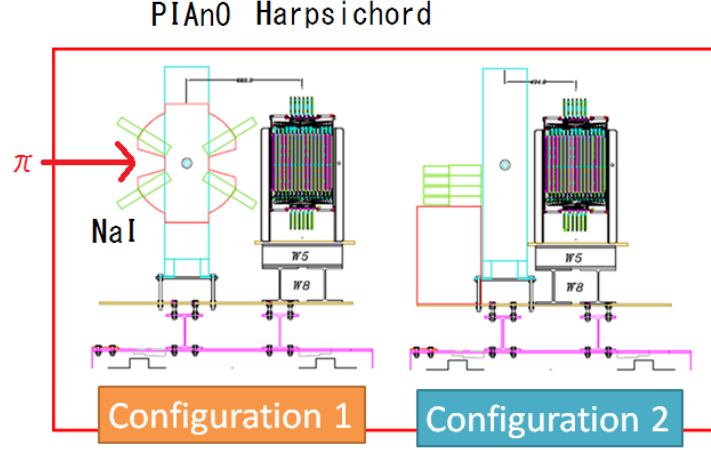 PIAnO Harpsichord
π
NaI
W5
W8
W5
W8
Configuration 1
Configuration 2